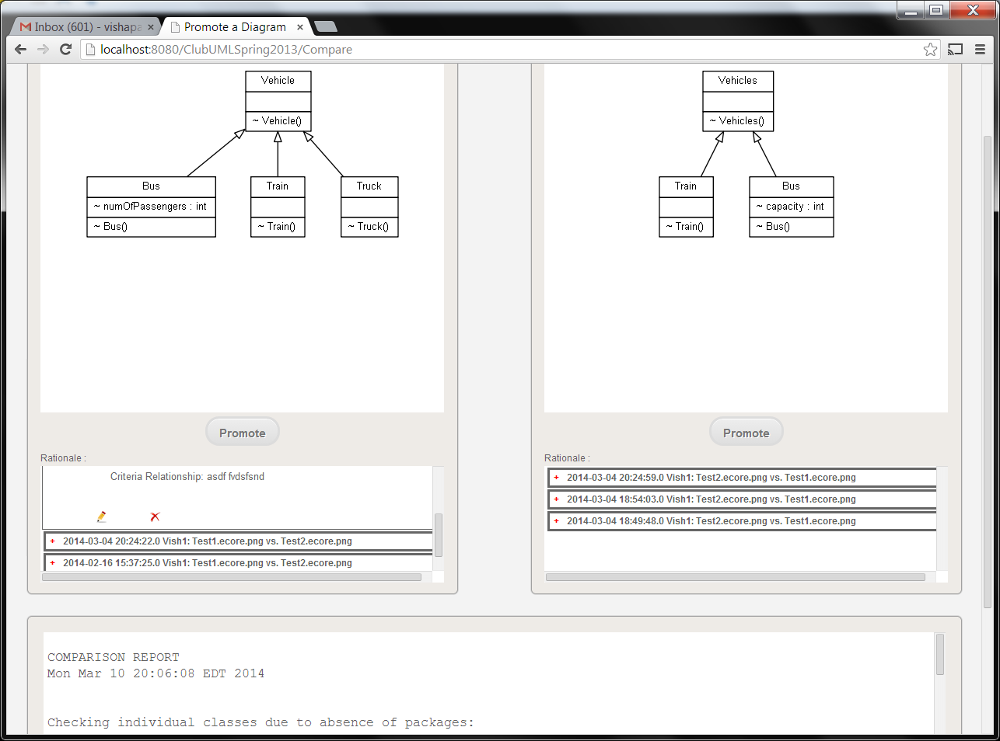 Inbox (601) - vishapa
Promote a Diagram
localhost:8080/ClubUMLSpring2013/Compare
Vehicle
~ Vehicle()
Bus
~ numOfPassengers : int
~ Bus()
Train
~ Train()
Truck
~ Truck()
Promote
Rationale :
Criteria Relationship: asdf fvdsfsnd
+ 2014-03-04 20:24:22.0 Vish1: Test1.ecore.png vs. Test2.ecore.png
+ 2014-02-16 15:37:25.0 Vish1: Test1.ecore.png vs. Test2.ecore.png
Vehicles
~ Vehicles()
Train
~ Train()
Bus
~ capacity : int
~ Bus()
Promote
Rationale :
+ 2014-03-04 20:24:59.0 Vish1: Test2.ecore.png vs. Test1.ecore.png
+ 2014-03-04 18:54:03.0 Vish1: Test2.ecore.png vs. Test1.ecore.png
+ 2014-03-04 18:49:48.0 Vish1: Test2.ecore.png vs. Test1.ecore.png
COMPARISON REPORT
Mon Mar 10 20:06:08 EDT 2014
Checking individual classes due to absence of packages: